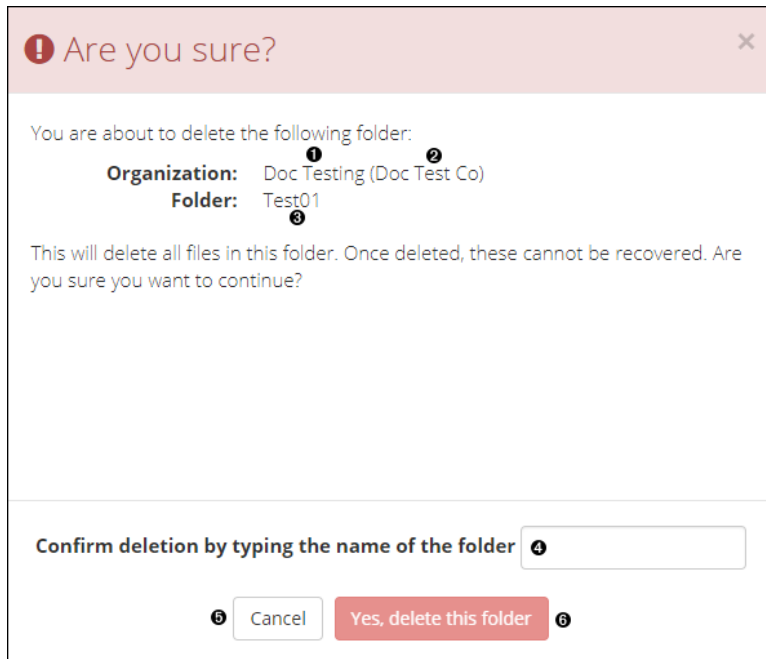 ! Are you sure? ×
You are about to delete the following folder:
❶ ❷
Organization: Doc Testing (Doc Test Co)
Folder: Test01
❸
This will delete all files in this folder. Once deleted, these cannot be recovered. Are
you sure you want to continue?
Confirm deletion by typing the name of the folder ❹
❺ Cancel Yes, delete this folder ❻